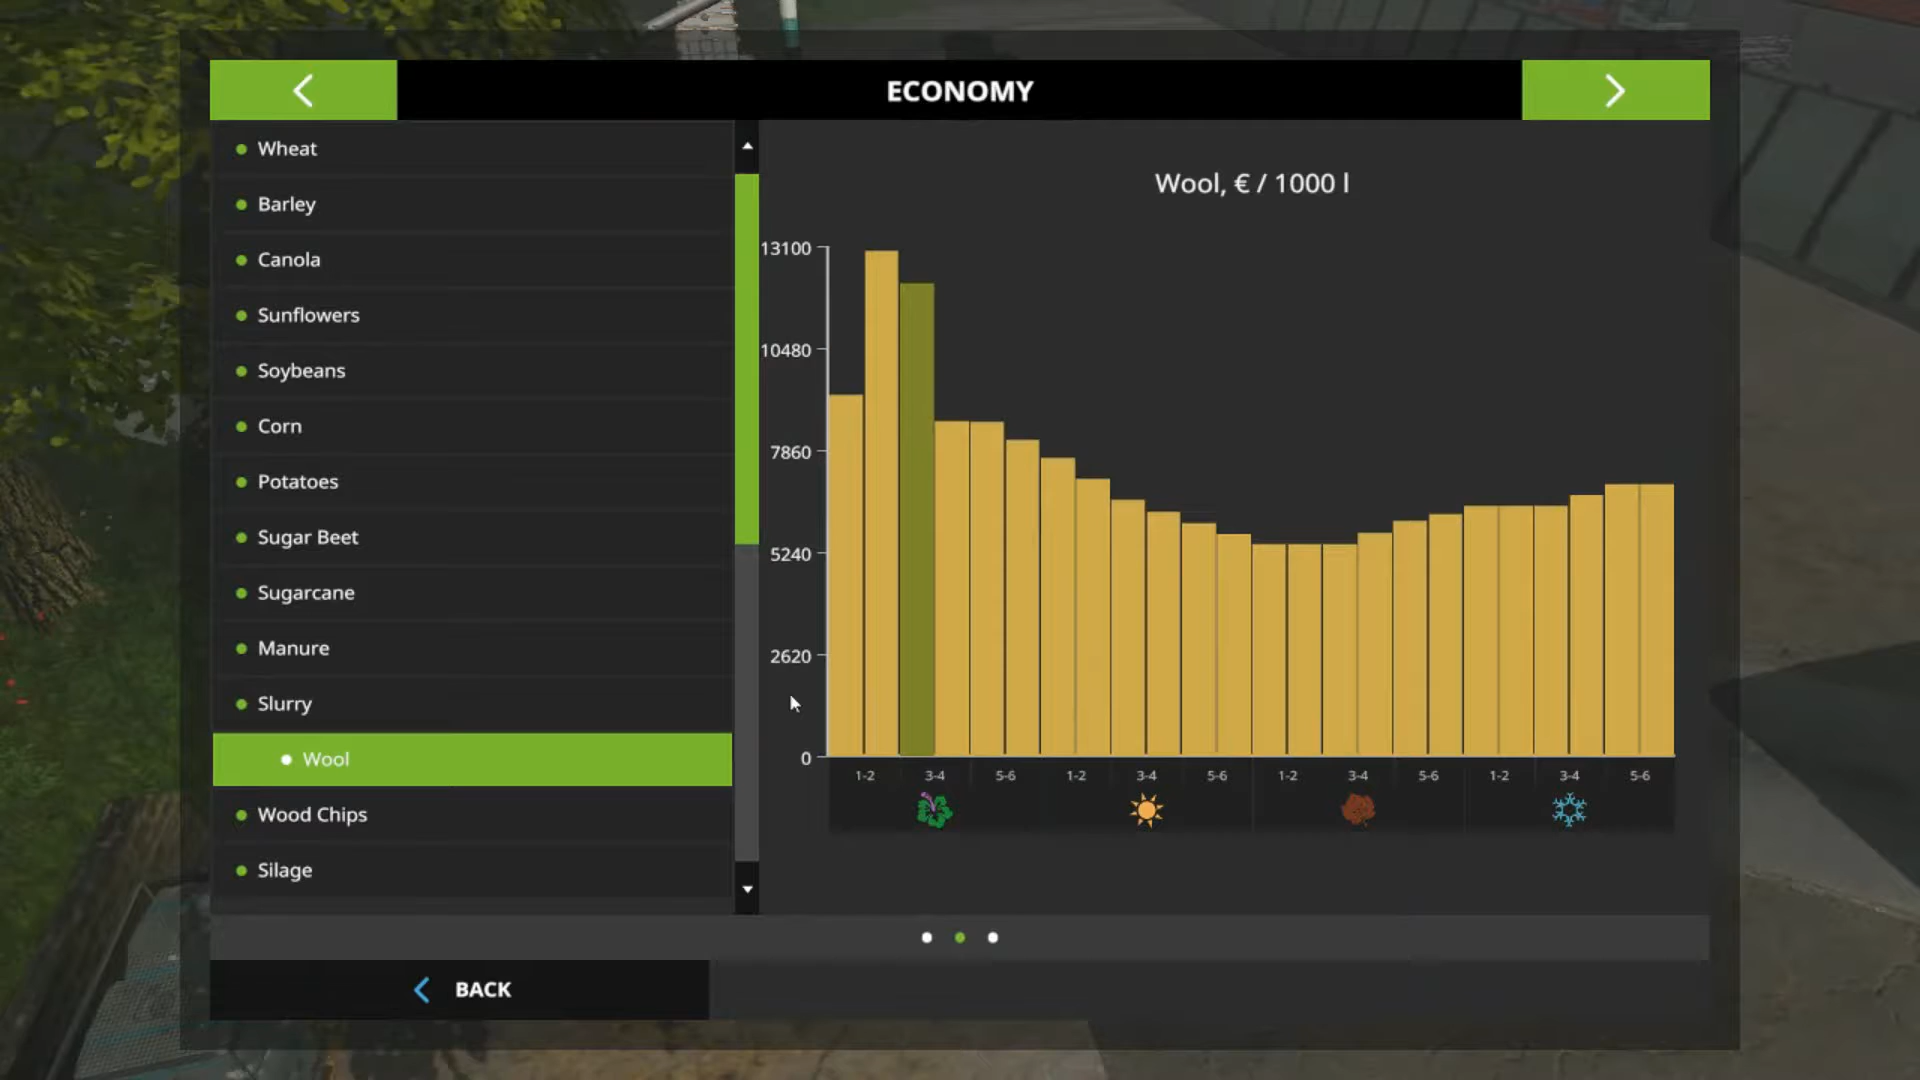 ECONOMY
Wheat
Barley
Canola
Sunflowers
Soybeans
Corn
Potatoes
Sugar Beet
Sugarcane
Manure
Slurry
Wool
Wood Chips
Silage
Wool, € / 1000 l
13100
10480
7860
5240
2620
0
1-2 3-4 5-6 1-2 3-4 5-6 1-2 3-4 5-6 1-2 3-4 5-6
BACK